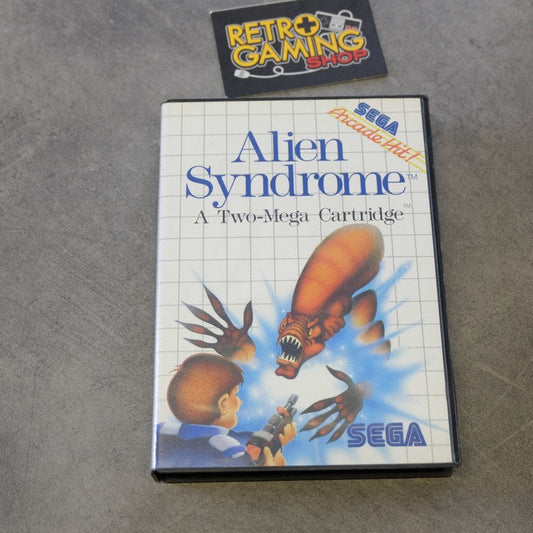 RETRO
GAMING
SHOP
SEGA
Arcade Hit!
Alien
Syndrome™
A Two-Mega Cartridge™
SEGA